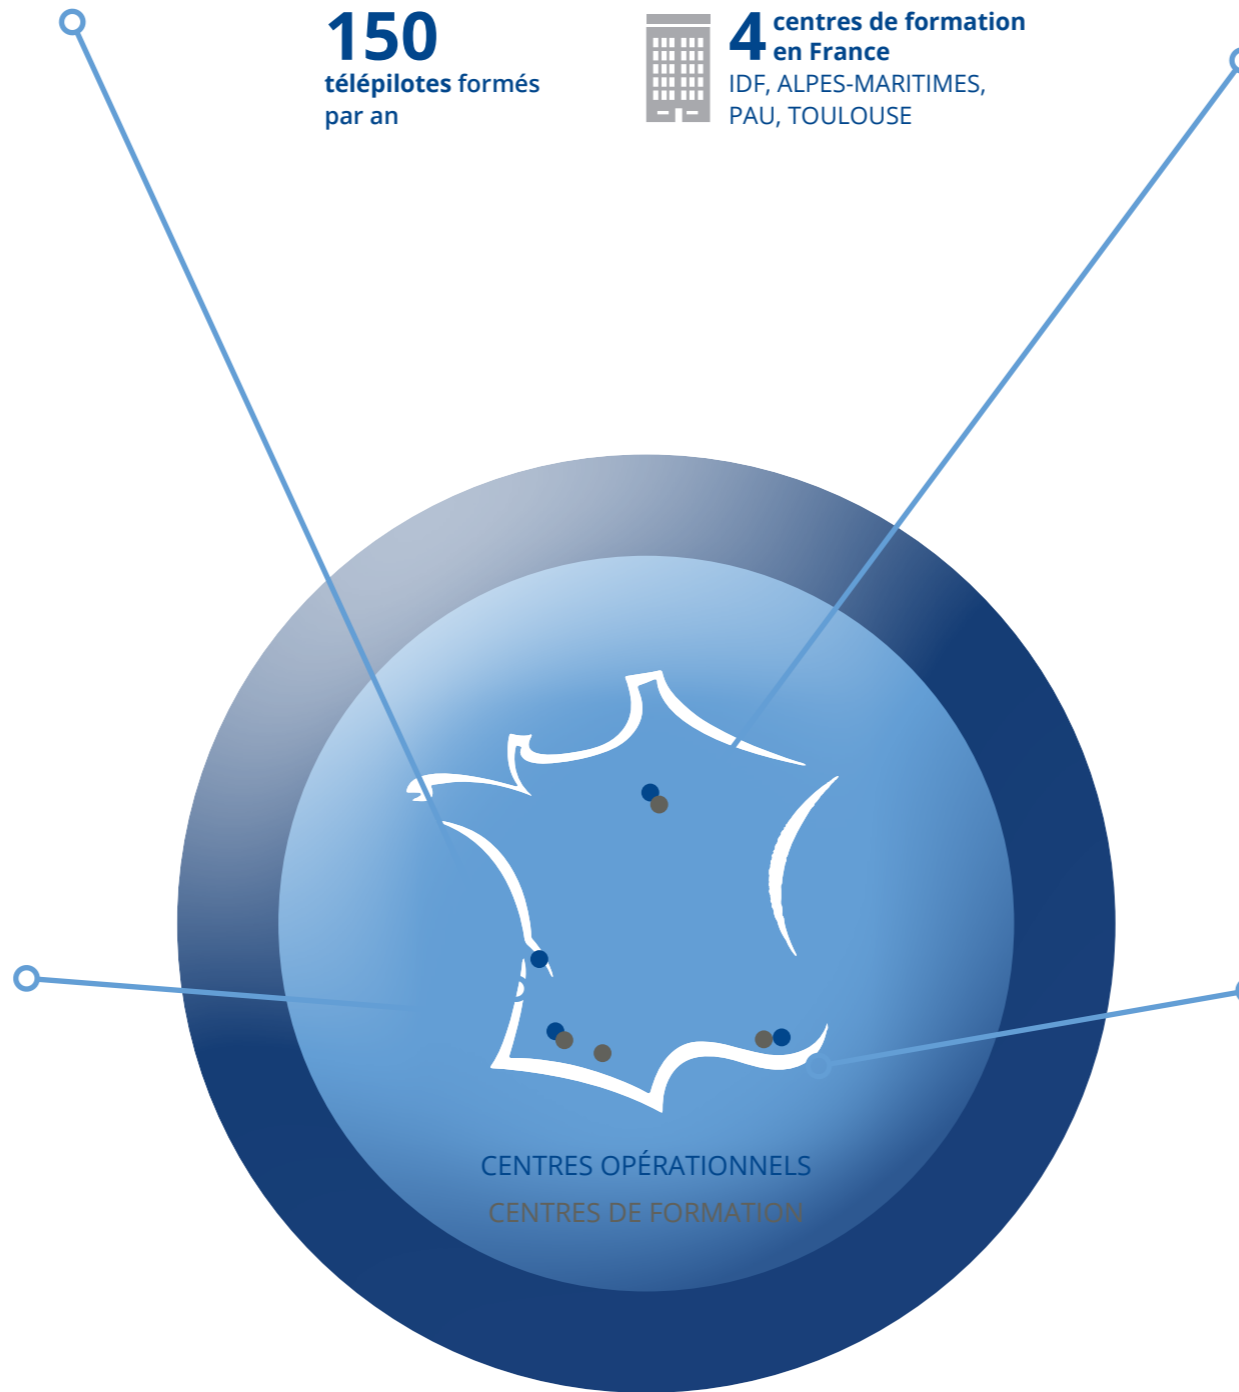 150
télépilotes formés
par an
4 centres de formation
en France
IDF, ALPES-MARITIMES,
PAU, TOULOUSE
CENTRES OPÉRATIONNELS
CENTRES DE FORMATION